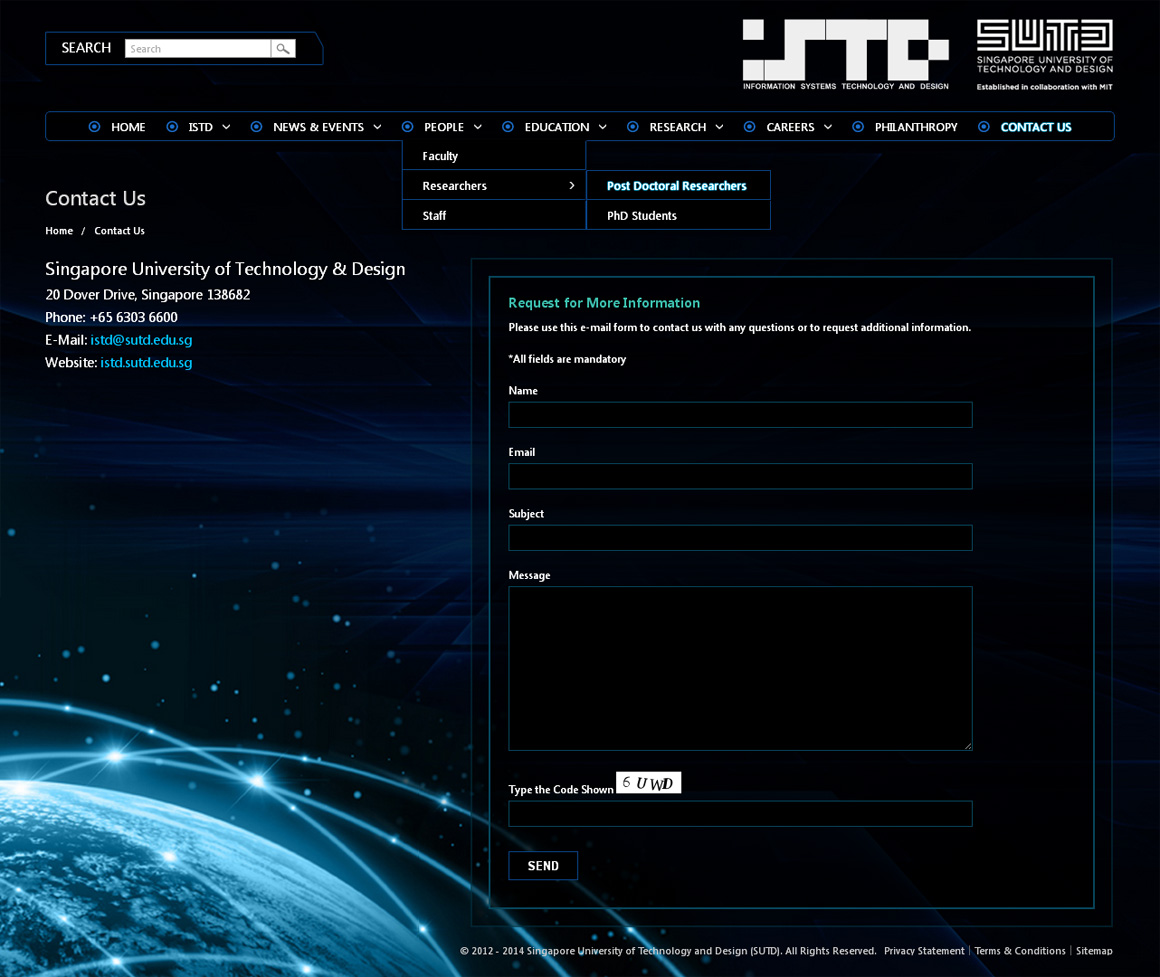 SEARCH Search
ISTD
INFORMATION SYSTEMS TECHNOLOGY AND DESIGN
SUTD
SINGAPORE UNIVERSITY OF
TECHNOLOGY AND DESIGN
Established in collaboration with MIT
HOME ISTD NEWS & EVENTS PEOPLE EDUCATION RESEARCH CAREERS PHILANTHROPY CONTACT US
Faculty
Researchers
Staff
Post Doctoral Researchers
PhD Students
Contact Us
Home / Contact Us
Singapore University of Technology & Design
20 Dover Drive, Singapore 138682
Phone: +65 6303 6600
E-Mail: istd@sutd.edu.sg
Website: istd.sutd.edu.sg
Request for More Information
Please use this e-mail form to contact us with any questions or to request additional information.
*All fields are mandatory
Name
Email
Subject
Message
Type the Code Shown 6UWD
SEND
© 2012 - 2014 Singapore University of Technology and Design (SUTD). All Rights Reserved. Privacy Statement | Terms & Conditions | Sitemap